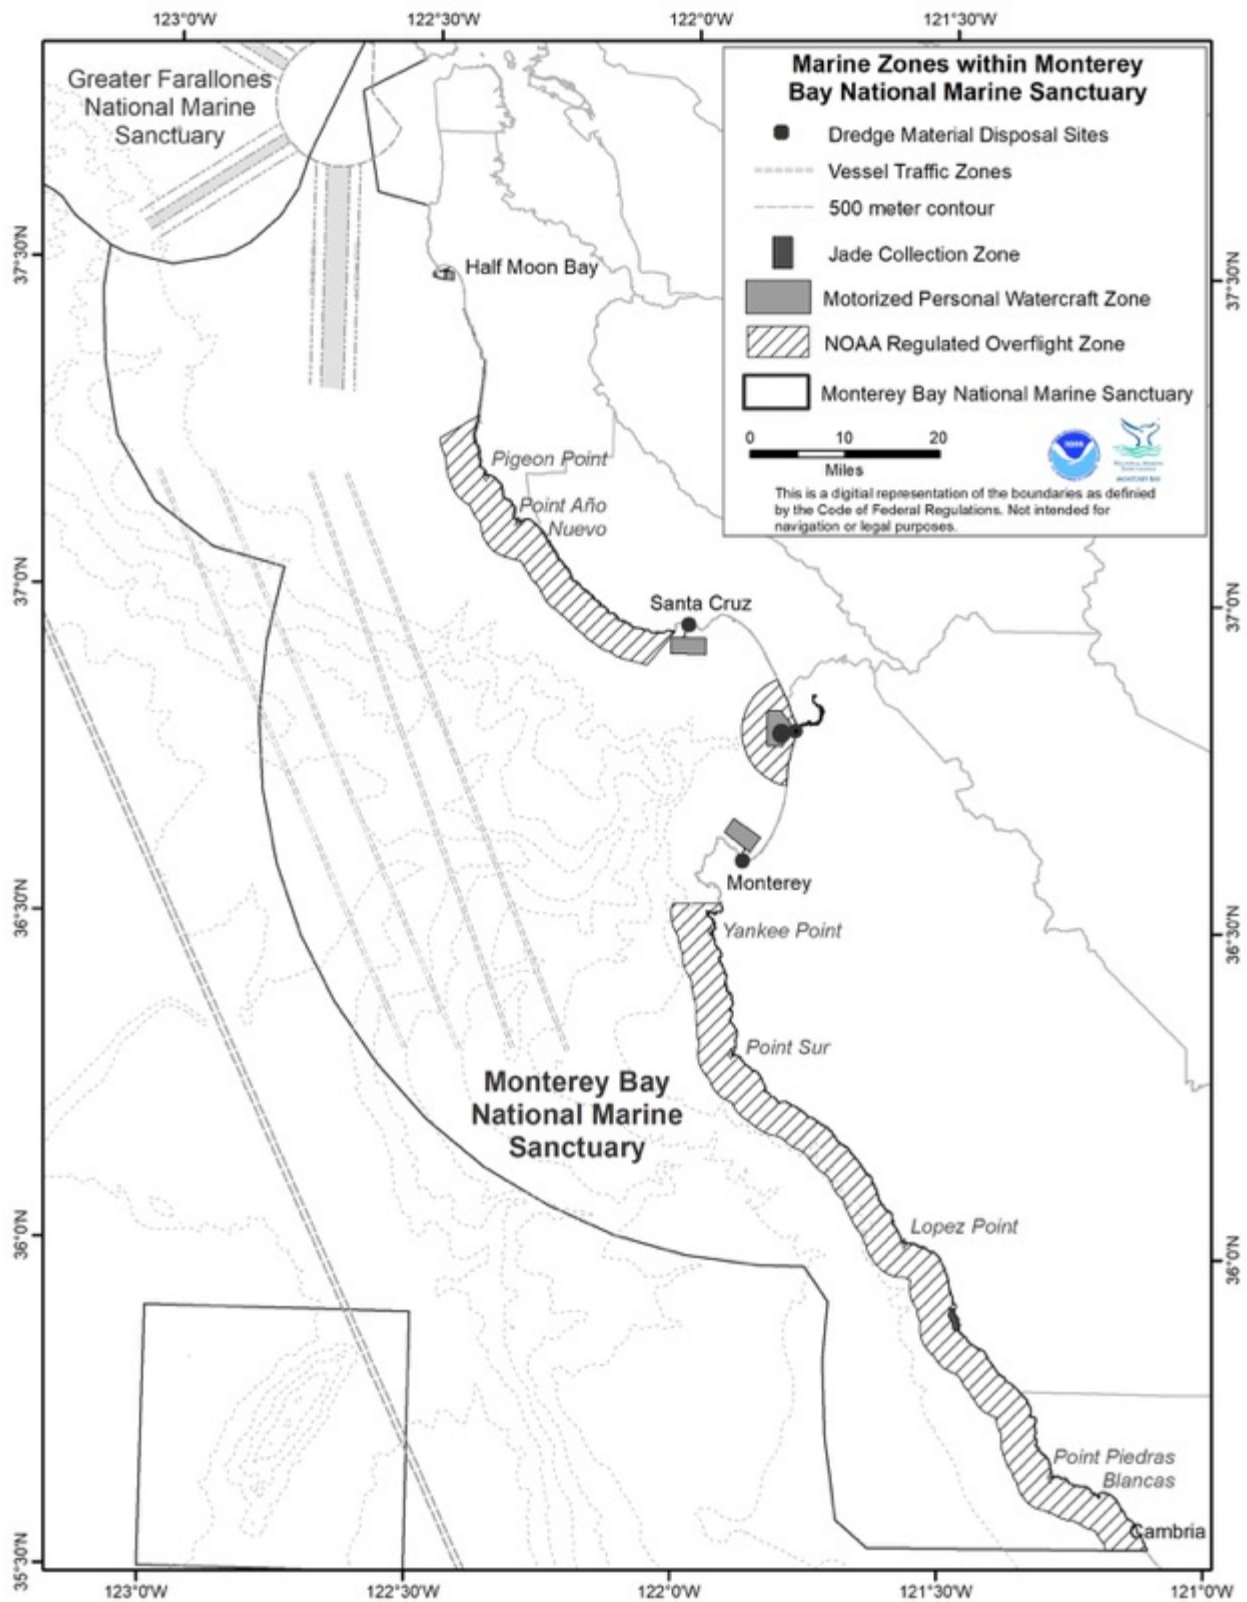 123°0'W
122°30'W
122°0'W
121°30'W
Greater Farallones
National Marine
Sanctuary
Marine Zones within Monterey
Bay National Marine Sanctuary
Dredge Material Disposal Sites
Vessel Traffic Zones
500 meter contour
Jade Collection Zone
Motorized Personal Watercraft Zone
NOAA Regulated Overflight Zone
Monterey Bay National Marine Sanctuary
0 10 20
Miles
NOAA
This is a digitial representation of the boundaries as definied
by the Code of Federal Regulations. Not intended for
navigation or legal purposes.
37°30'N
37°30'N
Half Moon Bay
Pigeon Point
Point Año
Nuevo
37°0'N
37°0'N
Santa Cruz
Monterey
36°30'N
36°30'N
Yankee Point
Point Sur
Monterey Bay
National Marine
Sanctuary
Lopez Point
36°0'N
36°0'N
Point Piedras
Blancas
Cambria
35°30'N
123°0'W
122°30'W
122°0'W
121°30'W
121°0'W